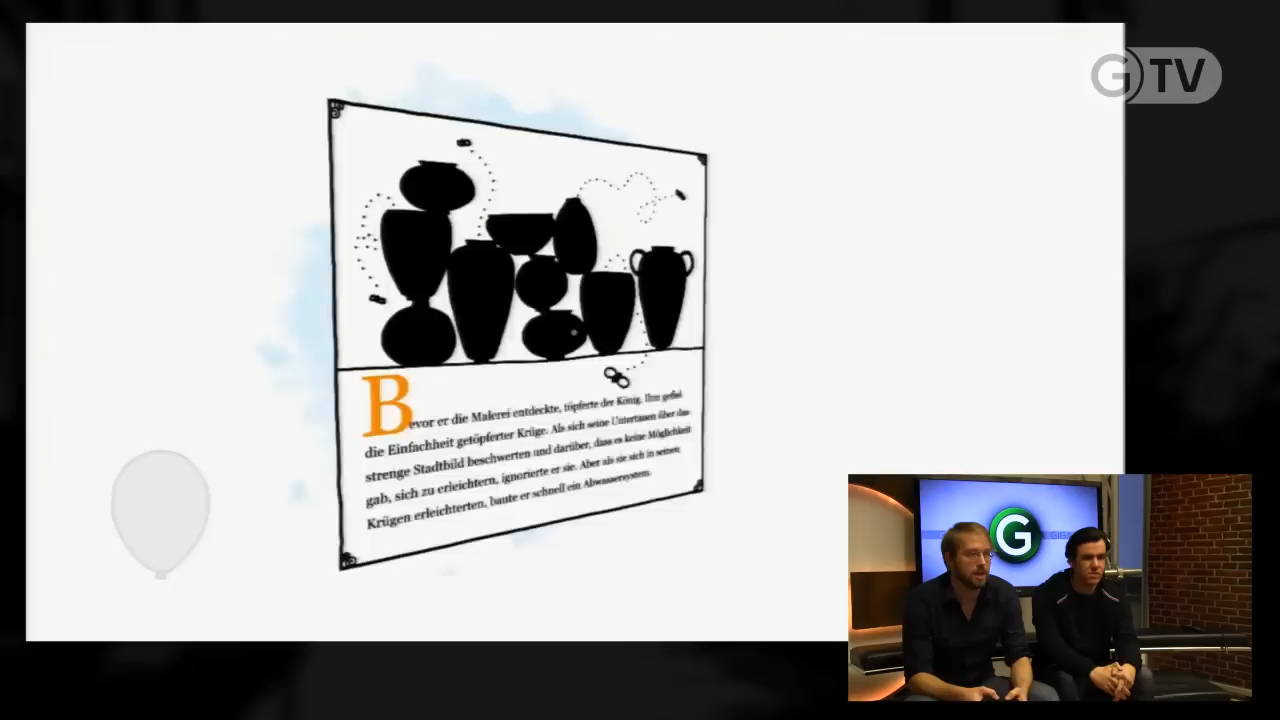 G TV
Bevor er die Malerei entdeckte, töpferte der König. Ihm gefiel
die Einfachheit getöpferter Krüge. Als sich seine Untertanen über das
strenge Stadtbild beschwerten und darüber, dass es keine Möglichkeit
gab, sich zu erleichtern, ignorierte er sie. Aber als sie sich in seinen
Krügen erleichterten, baute er schnell ein Abwassersystem.
G
GIGA